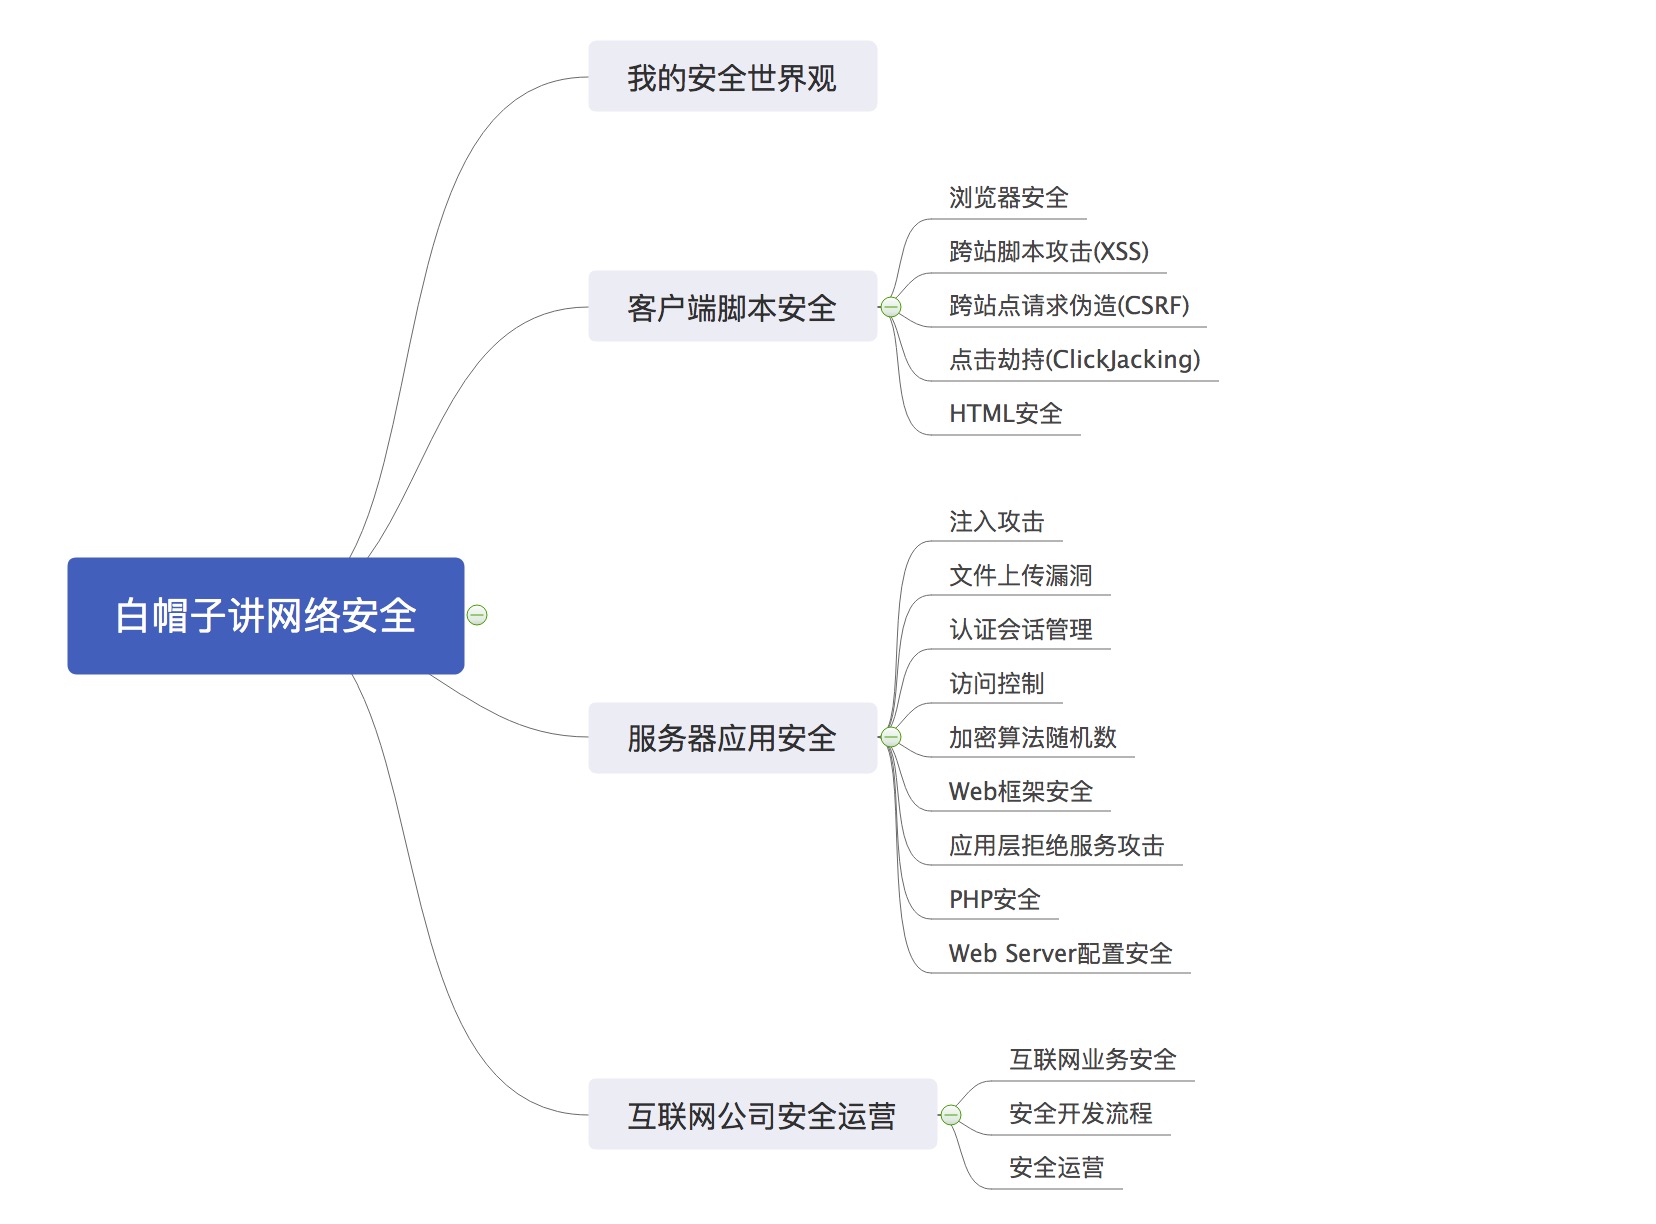 我的安全世界观
浏览器安全
跨站脚本攻击(XSS)
客户端脚本安全
跨站点请求伪造(CSRF)
点击劫持(ClickJacking)
HTML安全
白帽子讲网络安全
注入攻击
文件上传漏洞
认证会话管理
访问控制
服务器应用安全
加密算法随机数
Web框架安全
应用层拒绝服务攻击
PHP安全
Web Server配置安全
互联网公司安全运营
互联网业务安全
安全开发流程
安全运营